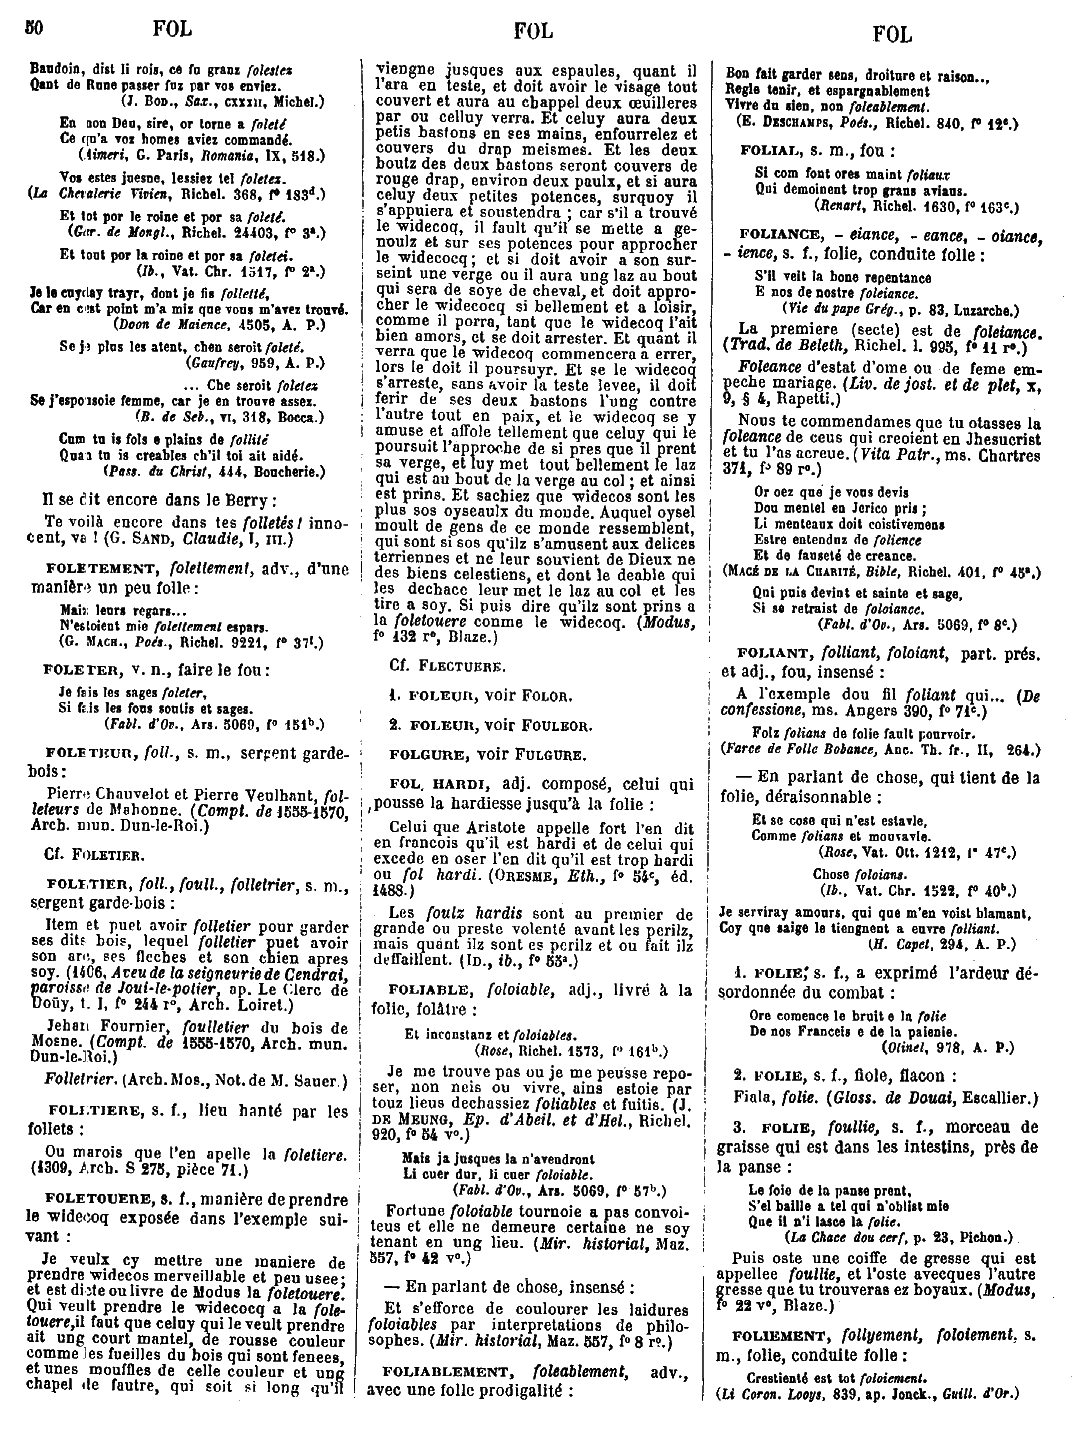 50 FOL FOL FOL
Baudoin, dist li rois, ce fu granz folestez
Qant de Rune passer fuz par vos enviez.
(J. BOD., Sax., CXXIII, Michel.)
En non Deu, sire, or torne a foleté
Ce qu'a voz homes aviez commandé.
(Aimeri, G. Paris, Romania, IX, 518.)
Vos estes juesne, lessiez tel foletez.
(La Chevalerie Vivien, Richel. 368, f° 183d.)
Et tot por le roine et por sa foleté.
(Gar. de Mongl., Richel. 24403, f° 3a.)
Et tout por la roine et por sa foletei.
(Ib., Vat. Chr. 1517, f° 2a.)
Je le cuyday trayr, dont je fis folletté,
Car en cest point m'a miz que vous m'avez trouvé.
(Doon de Maience, 4505, A. P.)
Se je plus les atent, chen seroit foleté.
(Gaufrey, 959, A. P.)
... Che seroit foletez
Se j'espousoie femme, car je en trouve assez.
(B. de Seb., VI, 318, Bocca.)
Cum tu is fols e plains de follité
Quan tu is creables ch'il toi ait aidé.
(Pass. du Christ, 444, Boucherie.)
Il se dit encore dans le Berry :
Te voilà encore dans tes folletés ! inno-
cent, va ! (G. SAND, Claudie, I, III.)
FOLETEMENT, folettement, adv., d'une
manière un peu folle :
Mais leurs regars...
N'estoient mie folettement espars.
(G. MACH., Poés., Richel. 9221, f° 37f.)
FOLETER, v. n., faire le fou :
Je fais les sages foleter,
Si fais les fous soutis et sages.
(Fabl. d'Ov., Ars. 5069, f° 151b.)
FOLETEUR, foll., s. m., sergent garde-
bois :
Pierre Chauvelot et Pierre Veulhant, fol-
leteurs de Mahonne. (Compt. de 1555-1570,
Arch. mun. Dun-le-Roi.)
Cf. FOLETIER.
FOLETIER, foll., foull., folletrier, s. m.,
sergent garde-bois :
Item et puet avoir folletier pour garder
ses dits bois, lequel folletier puet avoir
son arc, ses fleches et son chien apres
soy. (1406, Aveu de la seigneurie de Cendrai,
paroisse de Joui-le-potier, ap. Le Clerc de
Doüy, t. I, f° 244 r°, Arch. Loiret.)
Jehan Fournier, foulletier du bois de
Mosne. (Compt. de 1555-1570, Arch. mun.
Dun-le-Roi.)
Folletrier. (Arch. Mos., Not. de M. Sauer.)
FOLETIERE, s. f., lieu hanté par les
follets :
Ou marois que l'en apelle la foletiere.
(1309, Arch. S 275, pièce 71.)
FOLETOUERE, s. f., manière de prendre
le widecoq exposée dans l'exemple sui-
vant :
Je veulx cy mettre une maniere de
prendre widecos merveillable et peu usee;
et est dicte ou livre de Modus la foletouere.
Qui veult prendre le widecocq a la fole-
touere, il faut que celuy qui le veult prendre
ait ung court mantel, de rousse couleur
comme les fueilles du bois qui sont fenees,
et unes mouffles de celle couleur et ung
chapel de fautre, qui soit si long qu'il
viengne jusques aux espaules, quant il
l'ara en teste, et doit avoir le visage tout
couvert et aura au chappel deux œuilleres
par ou celluy verra. Et celuy aura deux
petis bastons en ses mains, enfourrelez et
couvers du drap meismes. Et les deux
boutz des deux bastons seront couvers de
rouge drap, environ deux paulx, et si aura
celuy deux petites potences, surquoy il
s'appuiera et soustendra ; car s'il a trouvé
le widecoq, il fault qu'il se mette a ge-
noulz et sur ses potences pour approcher
le widecocq ; et si doit avoir a son sur-
seint une verge ou il aura ung laz au bout
qui sera de soye de cheval, et doit appro-
cher le widecocq si bellement et a loisir,
comme il porra, tant que le widecoq l'ait
bien amors, et se doit arrester. Et quant il
verra que le widecoq commencera a errer,
lors le doit il poursuyr. Et se le widecoq
s'arreste, sans avoir la teste levee, il doit
ferir de ses deux bastons l'ung contre
l'autre tout en paix, et le widecoq se y
amuse et affole tellement que celuy qui le
poursuit l'approche de si pres que il prent
sa verge, et luy met tout bellement le laz
qui est au bout de la verge au col ; et ainsi
est prins. Et sachiez que widecos sont les
plus sos oyseaulx du monde. Auquel oysel
moult de gens de ce monde ressemblent,
qui sont si sos qu'ilz s'amusent aux delices
terriennes et ne leur souvient de Dieux ne
des biens celestiens, et dont le deable qui
les dechace leur met le laz au col et les
tire a soy. Si puis dire qu'ilz sont prins a
la foletouere conme le widecoq. (Modus,
f° 132 r°, Blaze.)
Cf. FLECTUERE.
1. FOLEUR, voir FOLOR.
2. FOLEUR, voir FOULEOR.
FOLGURE, voir FULGURE.
FOL HARDI, adj. composé, celui qui
pousse la hardiesse jusqu'à la folie :
Celui que Aristote appelle fort l'en dit
en francois qu'il est hardi et de celui qui
excede en oser l'en dit qu'il est trop hardi
ou fol hardi. (ORESME, Eth., f° 54c, éd.
1488.)
Les foulz hardis sont au premier de
grande ou preste volenté avant les perilz,
mais quant ilz sont es perilz et ou fait ilz
deffaillent. (ID., ib., f° 55a.)
FOLIABLE, foloiable, adj., livré à la
folie, folâtre :
Et inconstanz et foloiables.
(Rose, Richel. 1573, f° 161b.)
Je me trouve pas ou je me peusse repo-
ser, non neis ou vivre, ains estoie par
touz lieus dechassiez foliables et fuitis. (J.
DE MEUNG, Ep. d'Abeil. et d'Hel., Richel.
920, f° 54 v°.)
Mais ja jusques la n'avendront
Li cuer dur, li cuer foloiable.
(Fabl. d'Ov., Ars. 5069, f° 57b.)
Fortune foloiable tournoie a pas convoi-
teus et elle ne demeure certaine ne soy
tenant en ung lieu. (Mir. historial, Maz.
557, f° 42 v°.)
— En parlant de chose, insensé :
Et s'efforce de coulourer les laidures
foloiables par interpretations de philo-
sophes. (Mir. historial, Maz. 557, f° 8 r°.)
FOLIABLEMENT, foleablement, adv.,
avec une folle prodigalité :
Bon fait garder sens, droiture et raison..,
Regle tenir, et espargnablement
Vivre du sien, non foleablement.
(E. DESCHAMPS, Poés., Richel. 840, f° 12c.)
FOLIAL, s. m., fou :
Si com font ores maint foliaux
Qui demoinent trop grans aviaus.
(Renart, Richel. 1630, f° 163c.)
FOLIANCE, - eiance, - eance, - oiance,
- ience, s. f., folie, conduite folle :
S'il veit la bone repentance
E nos de nostre foleiance.
(Vie du pape Grég., p. 83, Luzarche.)
La premiere (secte) est de foleiance.
(Trad. de Beleth, Richel. l. 995, f° 11 r°.)
Foleance d'estat d'ome ou de feme em-
peche mariage. (Liv. de jost. et de plet, x,
9, § 4, Rapetti.)
Nous te commendames que tu otasses la
foleance de ceus qui creoient en Jhesucrist
et tu l'as acreue. (Vita Patr., ms. Chartres
371, f° 89 r°.)
Or oez que je vous devis
Dou mentel en Jerico pris ;
Li menteaux doit coistivemens
Estre entenduz de folience
Et de fauseté de creance.
(MACÉ DE LA CHARITÉ, Bible, Richel. 401, f° 45a.)
Qui puis devint et sainte et sage,
Si se retraist de foloiance.
(Fabl. d'Ov., Ars. 5069, f° 8c.)
FOLIANT, folliant, foloiant, part. prés.
et adj., fou, insensé :
A l'exemple dou fil foliant qui... (De
confessione, ms. Angers 390, f° 71c.)
Folz folians de folie fault pourvoir.
(Farce de Folle Bobance, Anc. Th. fr., II, 264.)
— En parlant de chose, qui tient de la
folie, déraisonnable :
Et se cose qui n'est estavle,
Comme folians et mouvavle.
(Rose, Vat. Ott. 1212, f° 47c.)
Chose foloians.
(Ib., Vat. Chr. 1522, f° 40b.)
Je serviray amours, qui que m'en voist blamant,
Coy que saige le tiengnent a euvre folliant.
(H. Capet, 294, A. P.)
1. FOLIE, s. f., a exprimé l'ardeur dé-
sordonnée du combat :
Ore comence le bruit e la folie
De nos Franceis e de la paienie.
(Otinel, 978, A. P.)
2. FOLIE, s. f., fiole, flacon :
Fiala, folie. (Gloss. de Douai, Escallier.)
3. FOLIE, foullie, s. f., morceau de
graisse qui est dans les intestins, près de
la panse :
Le foie de la panse prent,
S'el baille a tel qui n'oblist mie
Que il n'i lasce la folie.
(La Chace dou cerf, p. 23, Pichon.)
Puis oste une coiffe de gresse qui est
appellee foullie, et l'oste avecques l'autre
gresse que tu trouveras ez boyaux. (Modus,
f° 22 v°, Blaze.)
FOLIEMENT, follyement, foloiement, s.
m., folie, conduite folle :
Crestienté est tot foloiement.
(Li Coron. Looys, 839, ap. Jonck., Guill. d'Or.)